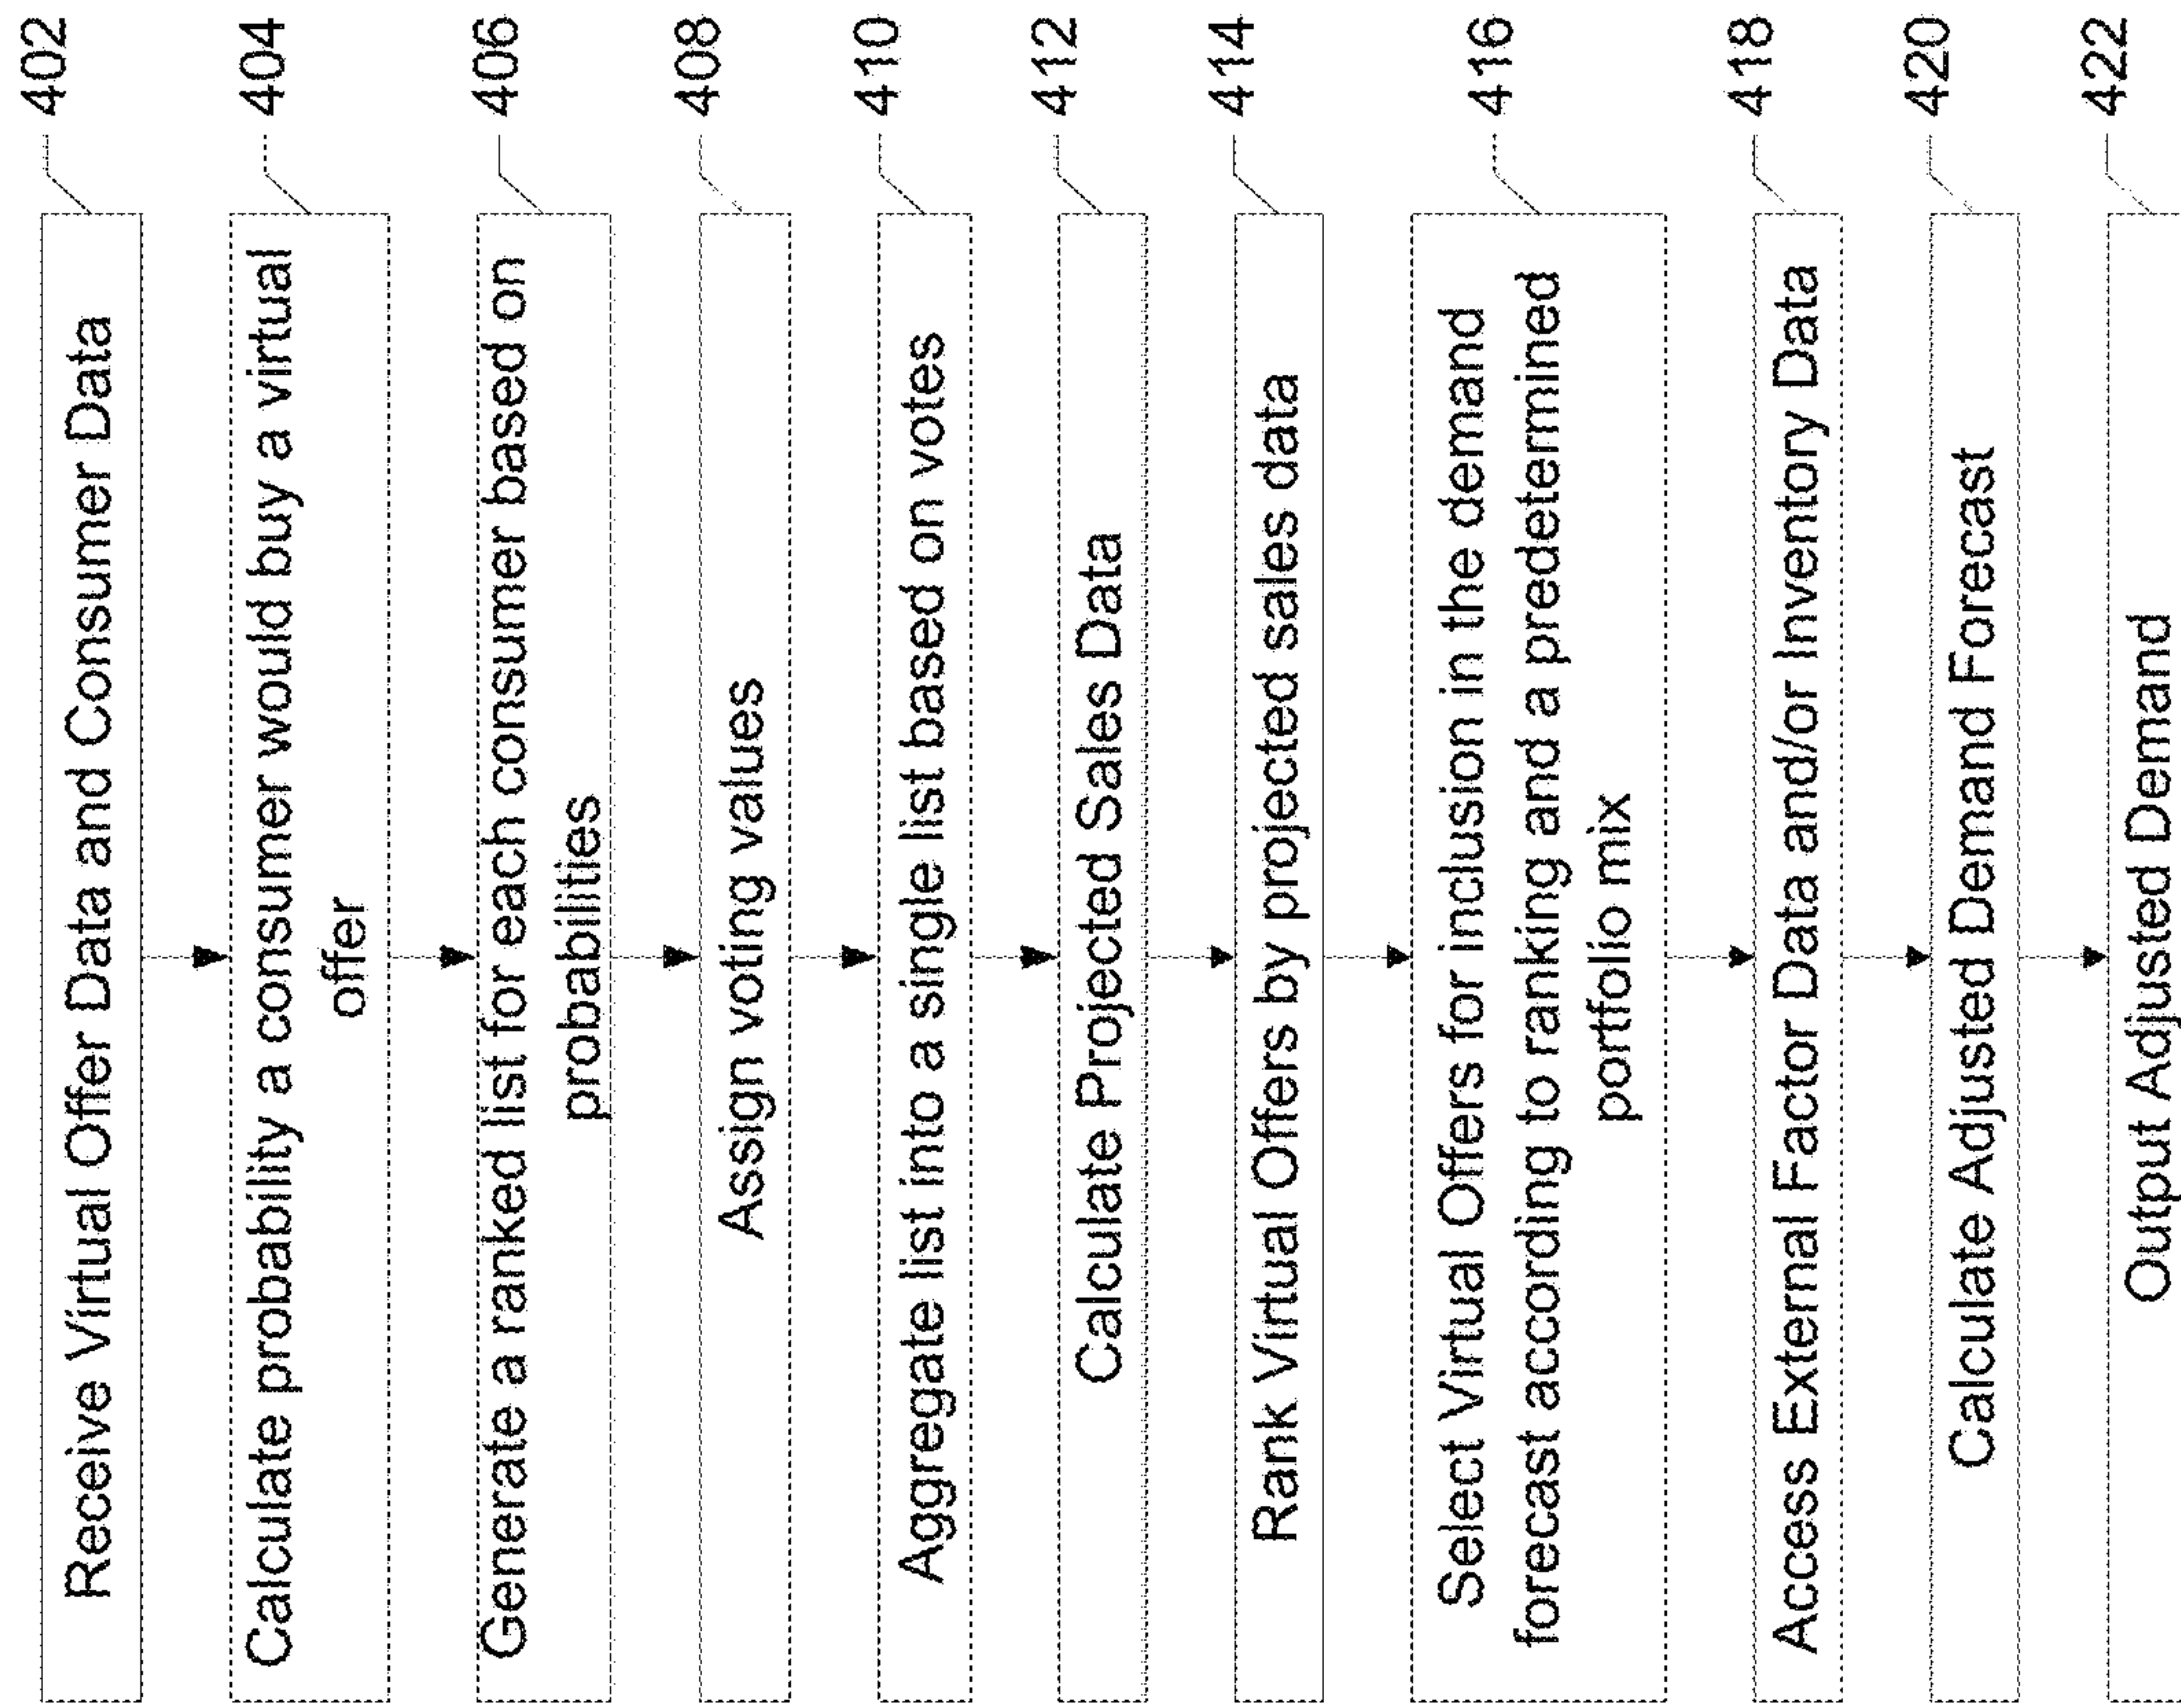 Receive Virtual Offer Data and Consumer Data
402
Calculate probability a consumer would buy a virtual
offer
404
Generate a ranked list for each consumer based on
probabilities
406
Assign voting values
408
Aggregate list into a single list based on votes
410
Calculate Projected Sales Data
412
Rank Virtual Offers by projected sales data
414
Select Virtual Offers for inclusion in the demand
forecast according to ranking and a predetermined
portfolio mix
416
Access External Factor Data and/or Inventory Data
418
Calculate Adjusted Demand Forecast
420
Output Adjusted Demand
422